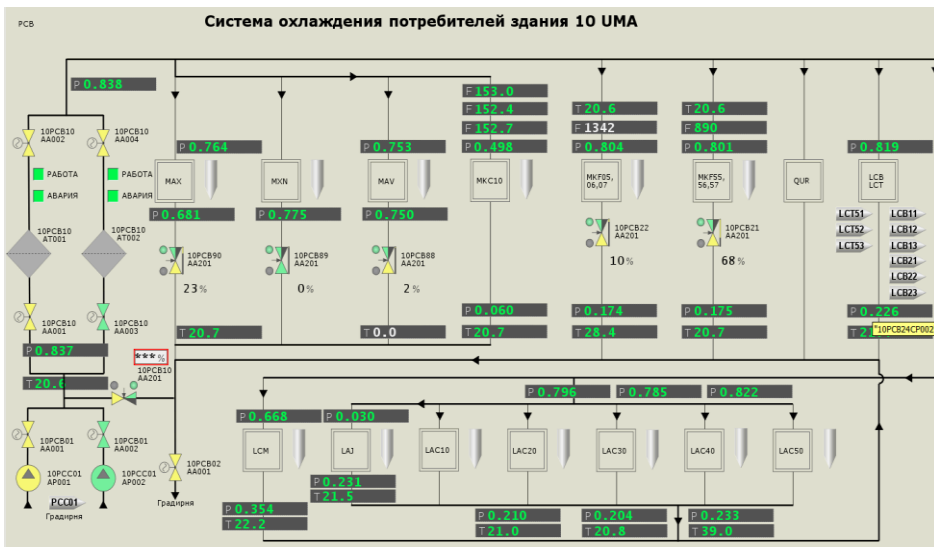 PCB
Система охлаждения потребителей здания 10 UMA
P 0.838
F 153.0
F 152.4
F 152.7
P 0.498
T 20.6
F 1342
P 0.804
T 20.6
F 890
P 0.801
10PCB10
AA002
10PCB10
AA004
P 0.764
P 0.753
P 0.819
РАБОТА
РАБОТА
АВАРИЯ
АВАРИЯ
MAX
MXN
MAV
MKC10
MKF05,
06,07
MKF55,
56,57
QUR
LCB
LCT
P 0.681
P 0.775
P 0.750
LCT51
LCT52
LCT53
LCB11
LCB12
LCB13
LCB21
LCB22
LCB23
10PCB10
AT001
10PCB10
AT002
10PCB90
AA201
23%
10PCB89
AA201
0%
10PCB88
AA201
2%
10PCB22
AA201
10%
10PCB21
AA201
68%
10PCB10
AA001
10PCB10
AA003
P 0.060
P 0.174
P 0.175
P 0.226
T 20.7
T 0.0
T 20.7
T 28.4
T 20.7
"10PCB24CP002
P 0.837
***%
10PCB10
AA201
T 20.6
P 0.796
P 0.785
P 0.822
P 0.668
P 0.030
10PCB01
AA001
10PCB01
AA002
LCM
LAJ
LAC10
LAC20
LAC30
LAC40
LAC50
10PCC01
AP001
10PCC01
AP002
10PCB02
AA001
P 0.231
T 21.5
PCC01
Градирня
Градирня
P 0.354
T 22.2
P 0.210
T 21.0
P 0.204
T 20.8
P 0.233
T 39.0